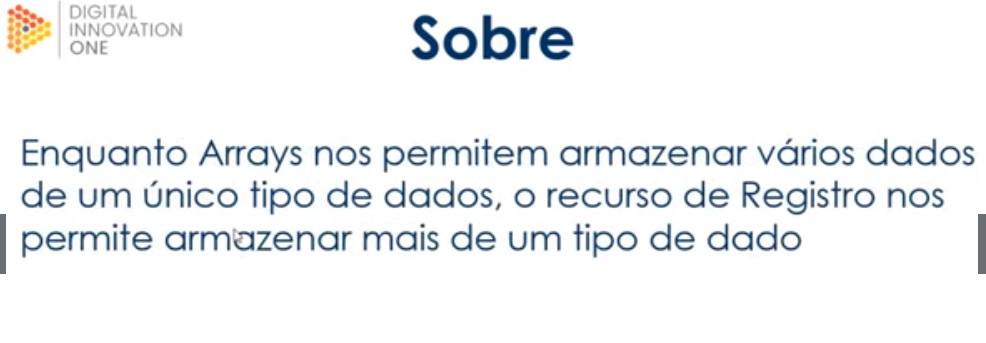 DIGITAL
INNOVATION
ONE
Sobre
Enquanto Arrays nos permitem armazenar vários dados
de um único tipo de dados, o recurso de Registro nos
permite armazenar mais de um tipo de dado